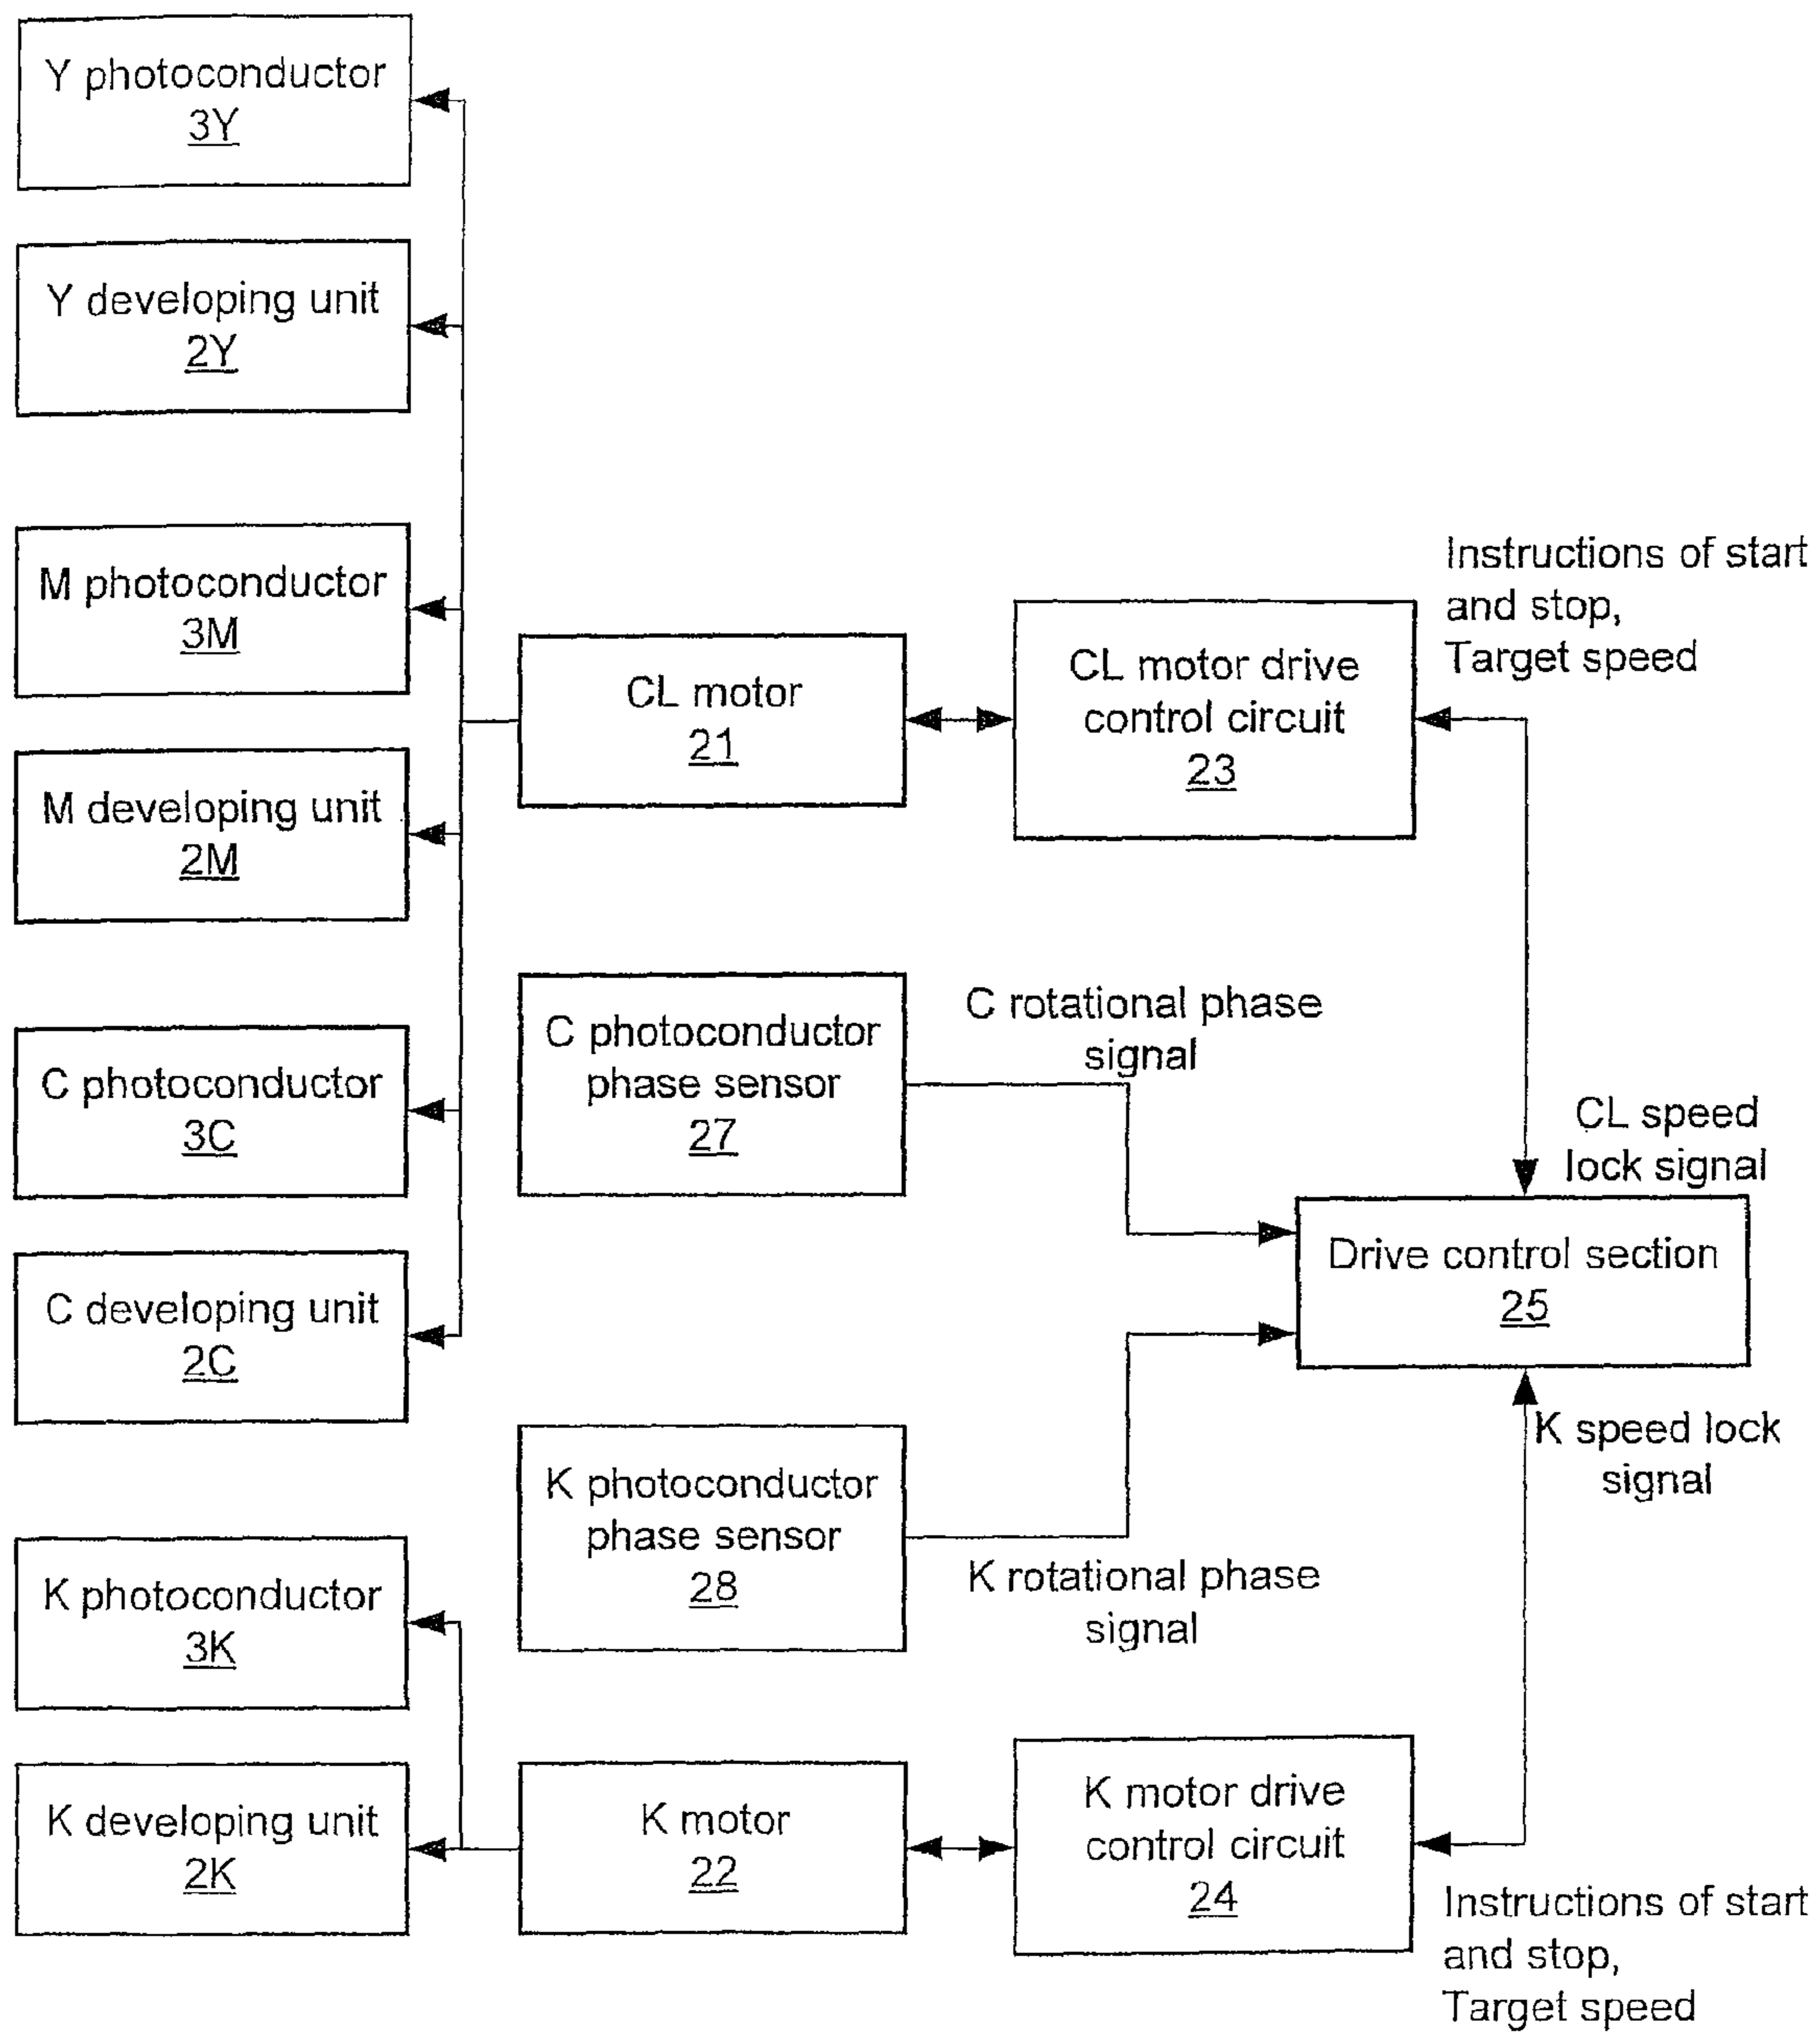 Y photoconductor
3Y
Y developing unit
2Y
M photoconductor
3M
M developing unit
2M
C photoconductor
3C
C developing unit
2C
K photoconductor
3K
K developing unit
2K
CL motor
21
C photoconductor
phase sensor
27
K photoconductor
phase sensor
28
K motor
22
CL motor drive
control circuit
23
Instructions of start
and stop,
Target speed
C rotational phase
signal
CL speed
lock signal
Drive control section
25
K speed lock
signal
K rotational phase
signal
K motor drive
control circuit
24
Instructions of start
and stop,
Target speed